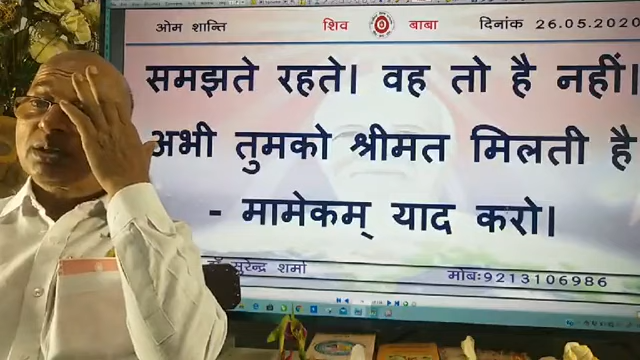 ओम शान्ति शिव बाबा दिनांक 26.05.2020
समझते रहते। वह तो है नहीं।
अभी तुमको श्रीमत मिलती है
- मामेकम् याद करो।
सुरेन्द्र शर्मा मोबः9213106986